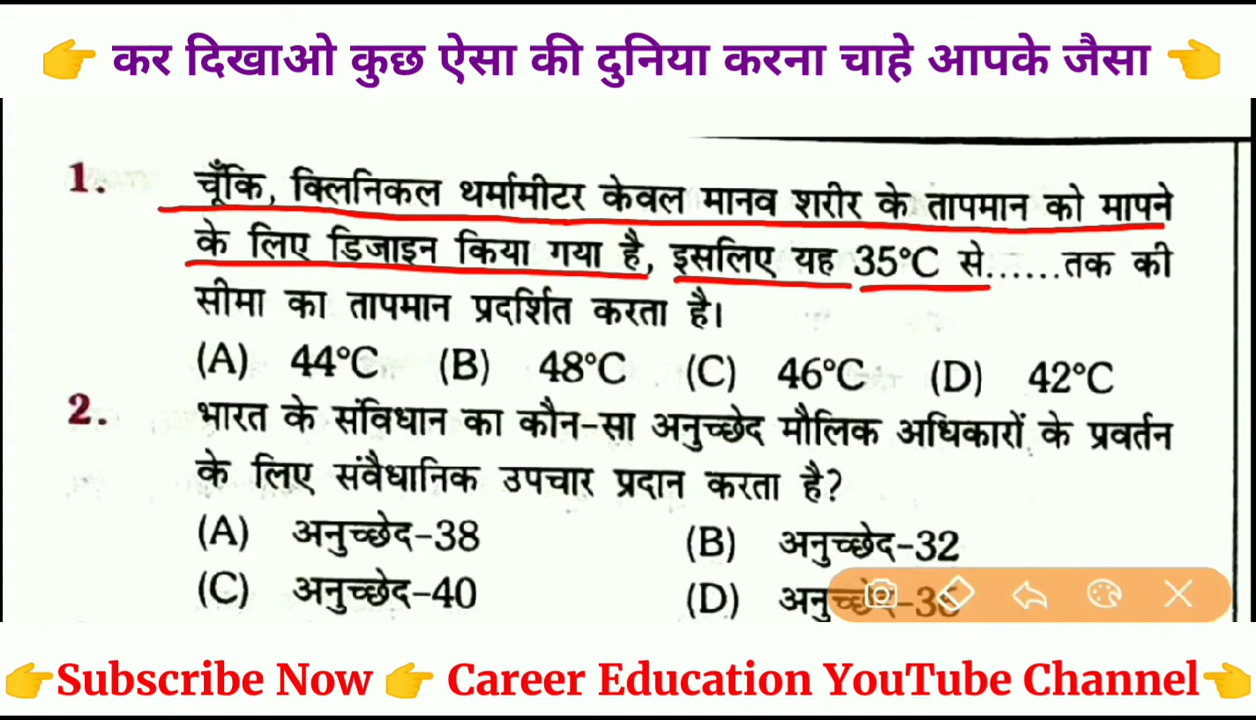 👉 कर दिखाओ कुछ ऐसा की दुनिया करना चाहे आपके जैसा 👈
1. चूँकि, क्लिनिकल थर्मामीटर केवल मानव शरीर के तापमान को मापने
के लिए डिजाइन किया गया है, इसलिए यह 35°C से......तक की
सीमा का तापमान प्रदर्शित करता है।
(A) 44°C (B) 48°C (C) 46°C (D) 42°C
2. भारत के संविधान का कौन-सा अनुच्छेद मौलिक अधिकारों के प्रवर्तन
के लिए संवैधानिक उपचार प्रदान करता है?
(A) अनुच्छेद-38 (B) अनुच्छेद-32
(C) अनुच्छेद-40 (D) अनुच्छेद
👉Subscribe Now 👉 Career Education YouTube Channel👈